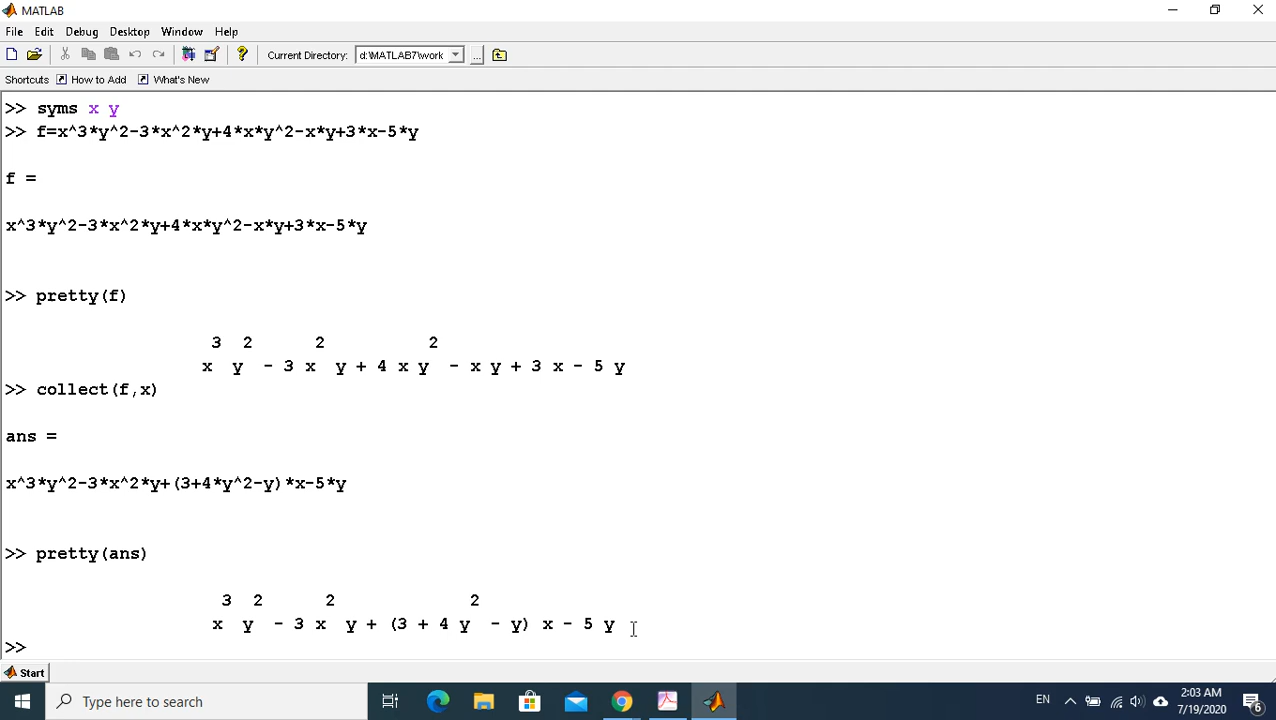 MATLAB
File Edit Debug Desktop Window Help
Current Directory: d:\MATLAB7\work ...
Shortcuts How to Add What's New
>> syms x y
>> f=x^3*y^2-3*x^2*y+4*x*y^2-x*y+3*x-5*y
f =
x^3*y^2-3*x^2*y+4*x*y^2-x*y+3*x-5*y
>> pretty(f)
3 2 2 2
x y - 3 x y + 4 x y - x y + 3 x - 5 y
>> collect(f,x)
ans =
x^3*y^2-3*x^2*y+(3+4*y^2-y)*x-5*y
>> pretty(ans)
3 2 2 2
x y - 3 x y + (3 + 4 y - y) x - 5 y
>>
Start
Type here to search
EN
2:03 AM
7/19/2020
6